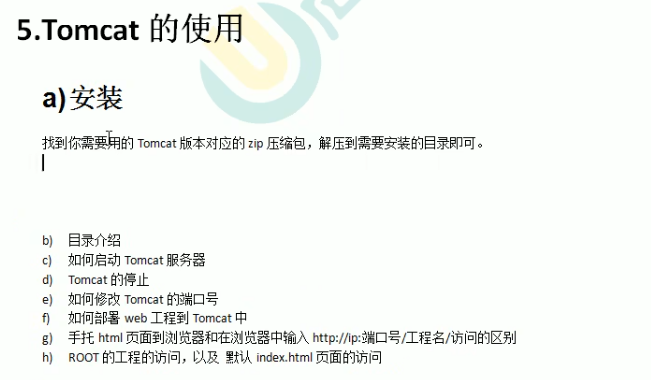 5.Tomcat 的使用
a)安装
找到你需要用的 Tomcat 版本对应的 zip 压缩包，解压到需要安装的目录即可。
b) 目录介绍
c) 如何启动 Tomcat 服务器
d) Tomcat 的停止
e) 如何修改 Tomcat 的端口号
f) 如何部署 web 工程到 Tomcat 中
g) 手托 html 页面到浏览器和在浏览器中输入 http://ip:端口号/工程名/访问的区别
h) ROOT 的工程的访问，以及 默认 index.html 页面的访问